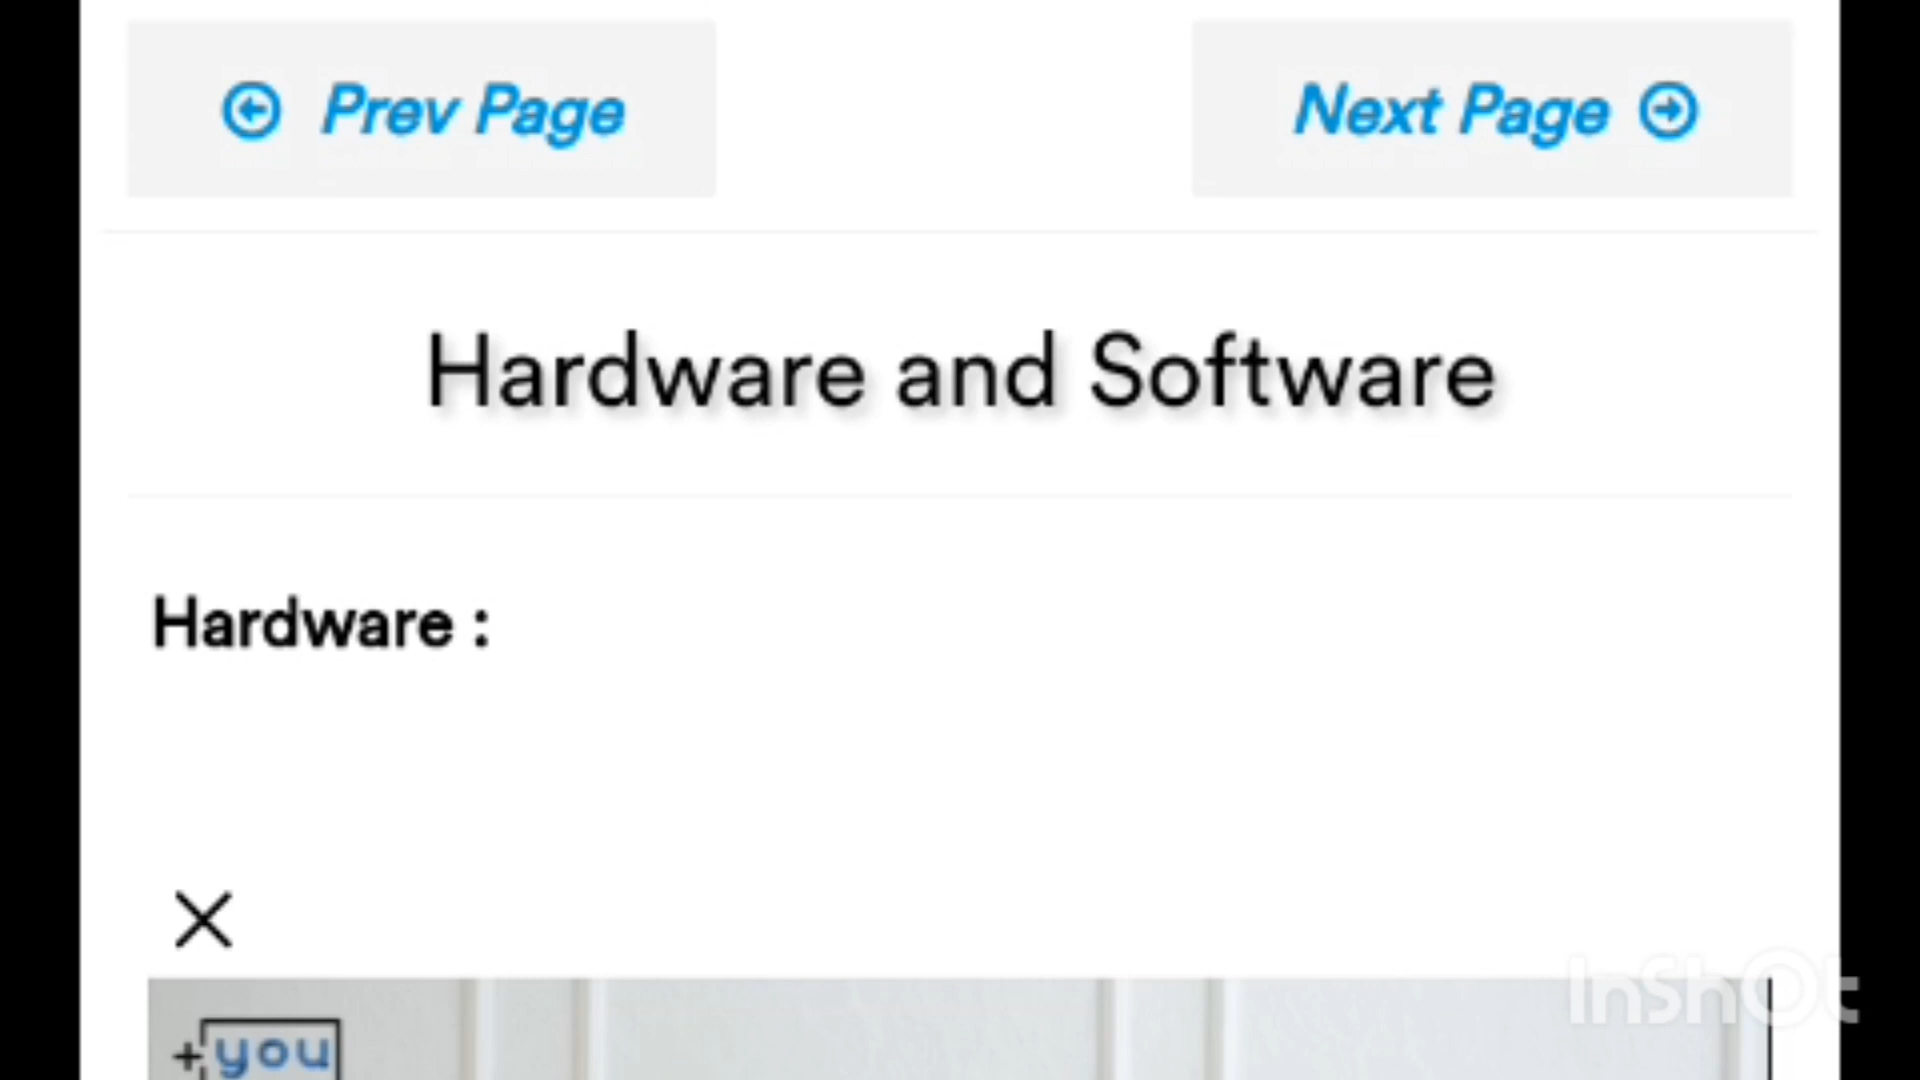 Prev Page
Next Page
Hardware and Software
Hardware :
InShOt
+you